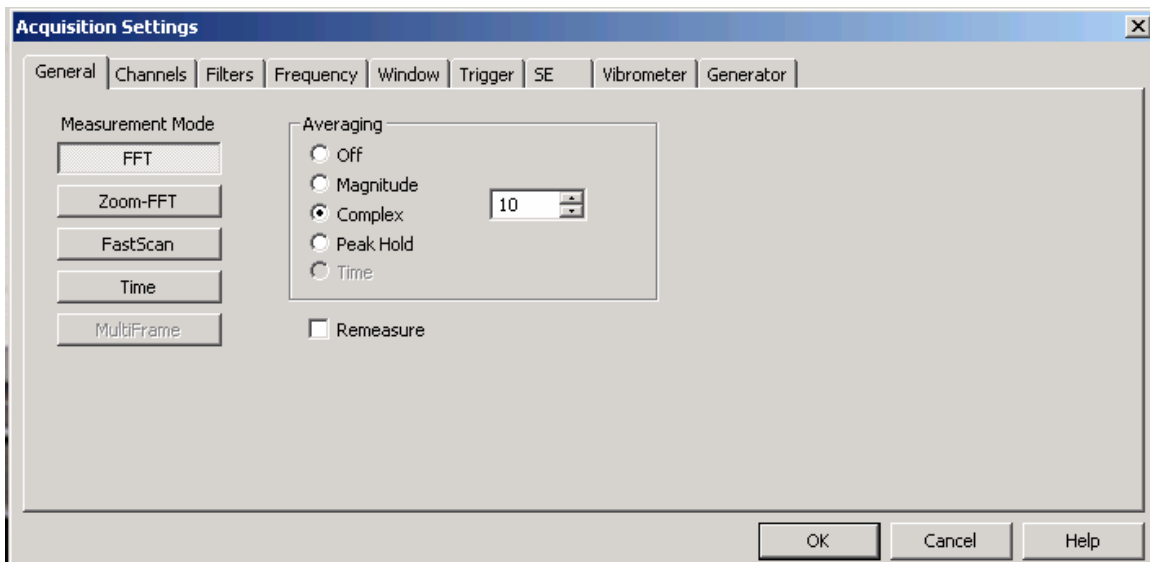 Acquisition Settings
General Channels Filters Frequency Window Trigger SE Vibrometer Generator
Measurement Mode
FFT
Zoom-FFT
FastScan
Time
MultiFrame
Averaging
Off
Magnitude
Complex
Peak Hold
Time
10
Remeasure
OK Cancel Help